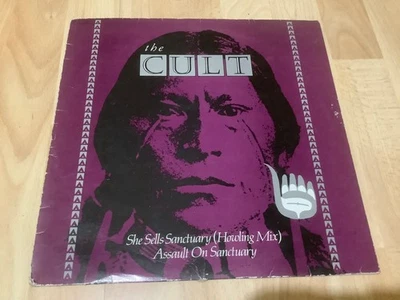 the
CULT
She Sells Sanctuary (Howling Mix)
Assault On Sanctuary